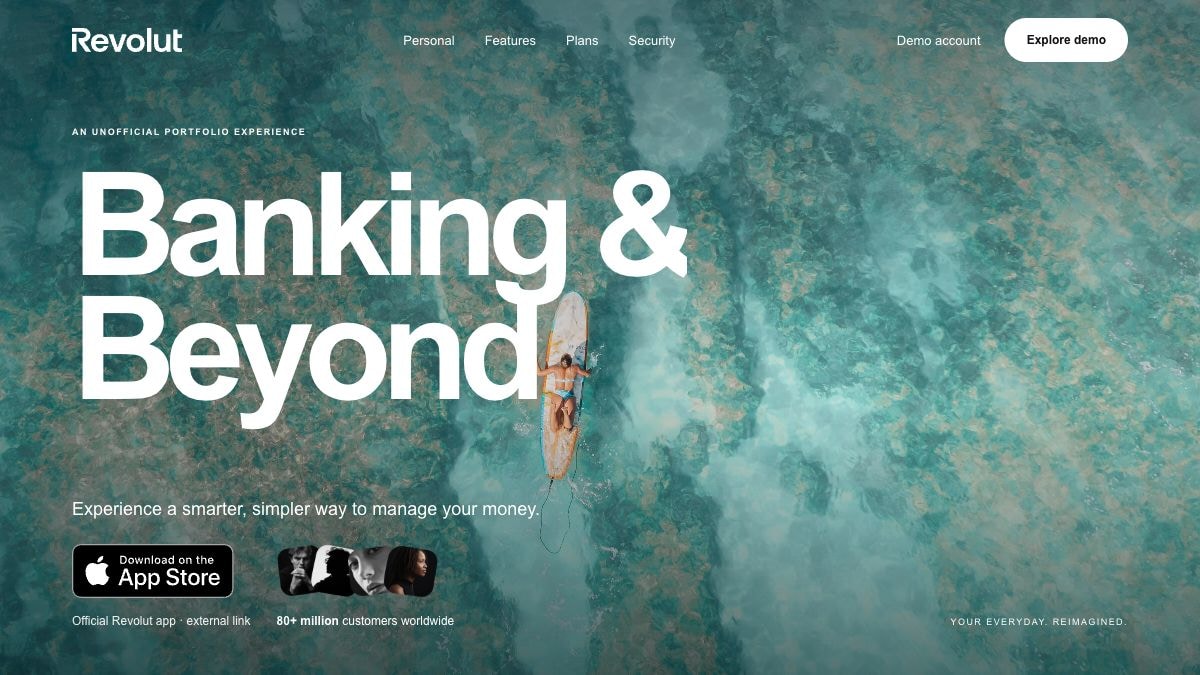 Revolut
Personal Features Plans Security
Demo account Explore demo
AN UNOFFICIAL PORTFOLIO EXPERIENCE
Banking &
Beyond
Experience a smarter, simpler way to manage your money.
Download on the
App Store
Official Revolut app · external link
80+ million customers worldwide
YOUR EVERYDAY. REIMAGINED.